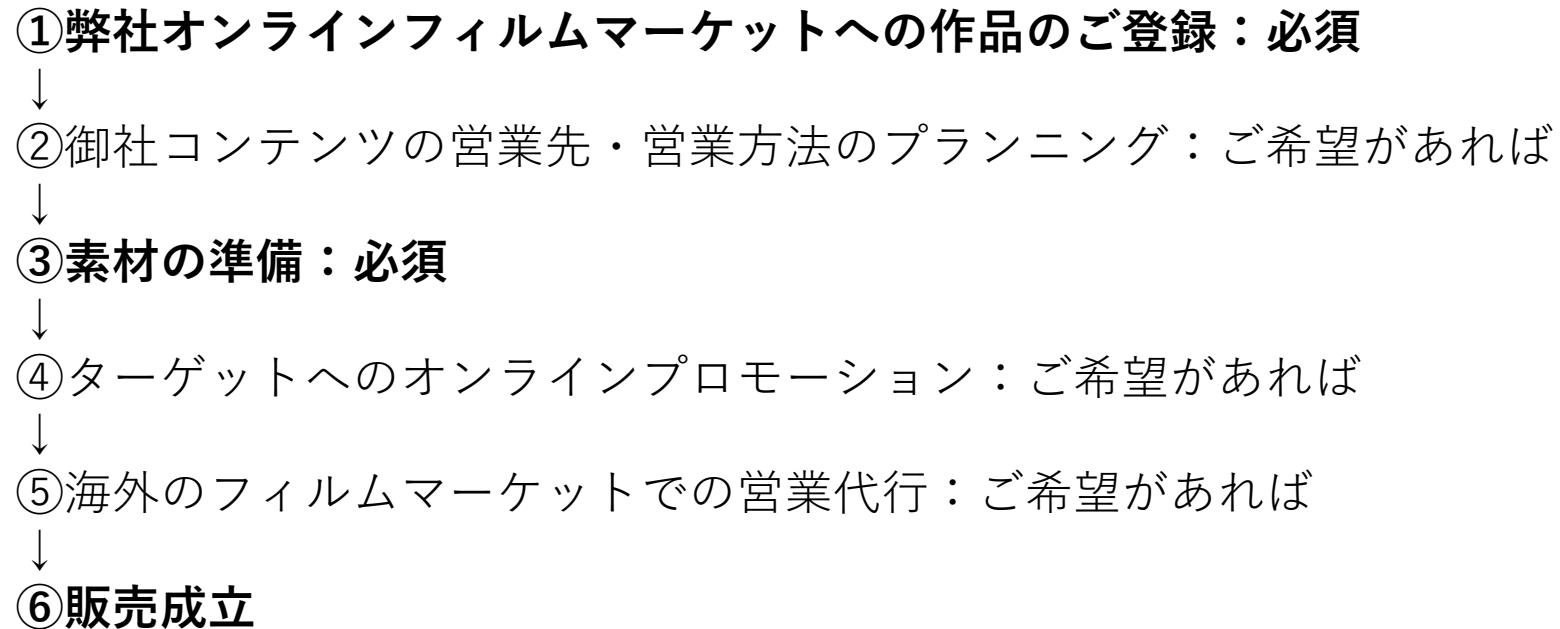 ①弊社オンラインフィルムマーケットへの作品のご登録：必須
↓
②御社コンテンツの営業先・営業方法のプランニング：ご希望があれば
↓
③素材の準備：必須
↓
④ターゲットへのオンラインプロモーション：ご希望があれば
↓
⑤海外のフィルムマーケットでの営業代行：ご希望があれば
↓
⑥販売成立